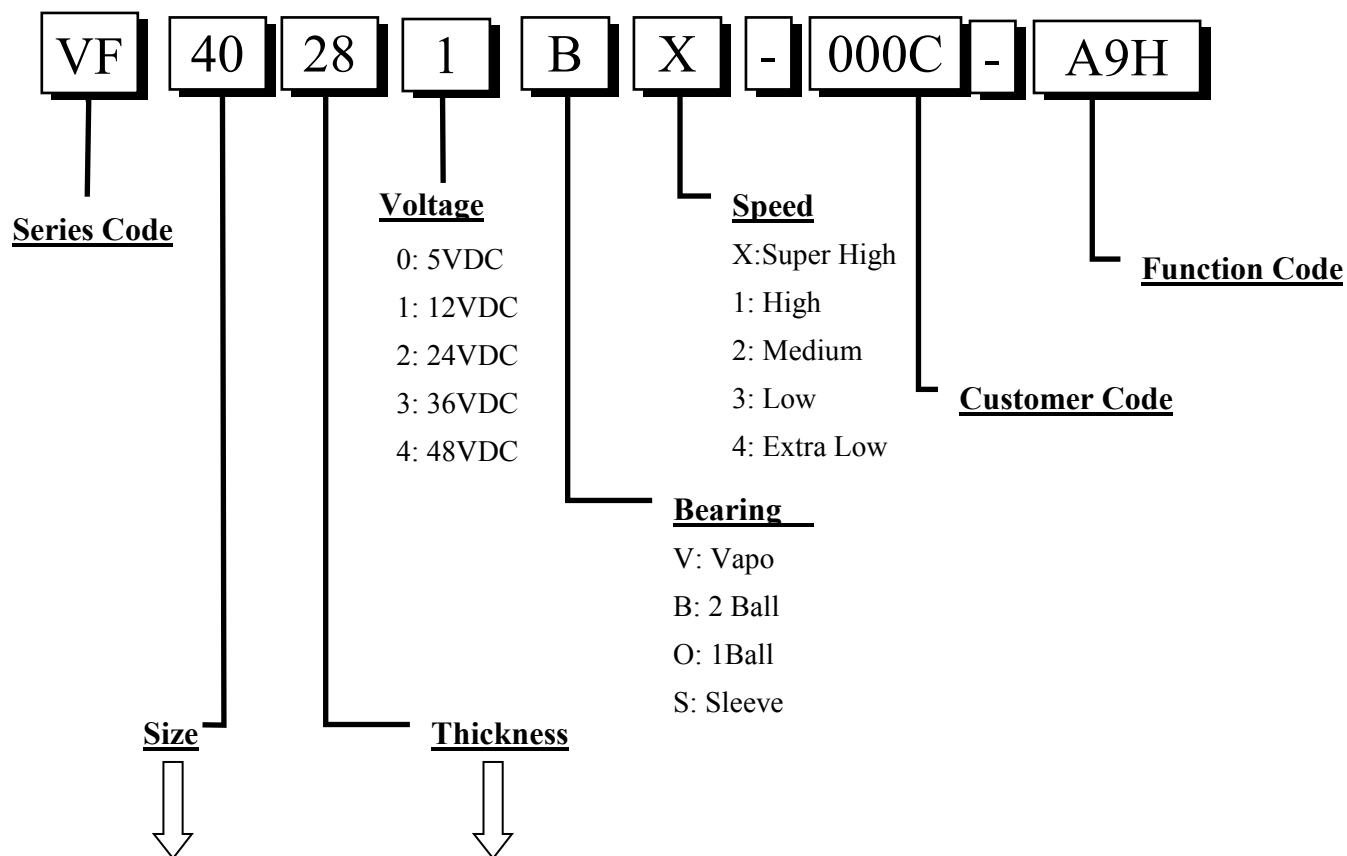 VF 40 28 1 B X - 000C - A9H
Series Code
Voltage
0: 5VDC
1: 12VDC
2: 24VDC
3: 36VDC
4: 48VDC
Speed
X:Super High
1: High
2: Medium
3: Low
4: Extra Low
Function Code
Customer Code
Bearing
V: Vapo
B: 2 Ball
O: 1Ball
S: Sleeve
Size
Thickness